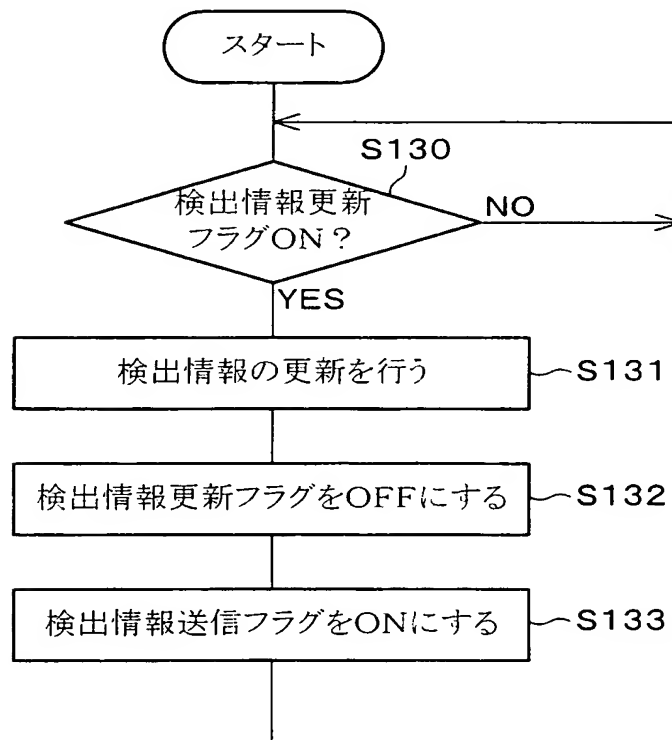 スタート
S130
検出情報更新
フラグON?
NO
YES
検出情報の更新を行う
S131
検出情報更新フラグをOFFにする
S132
検出情報送信フラグをONにする
S133